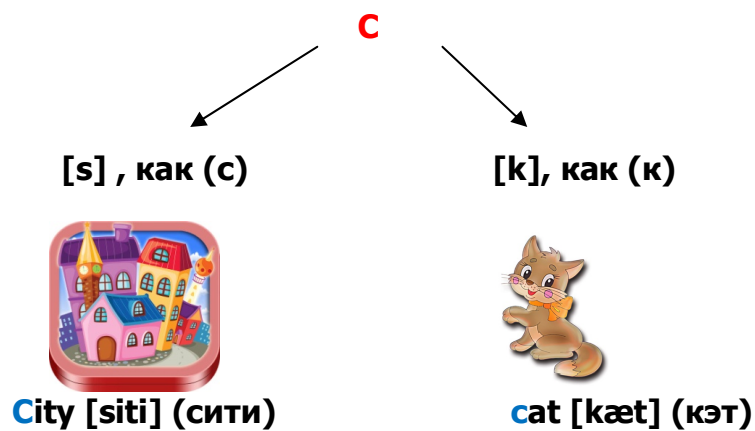 C
[s] , как (с) [k], как (к)
City [siti] (сити) cat [kæt] (кэт)